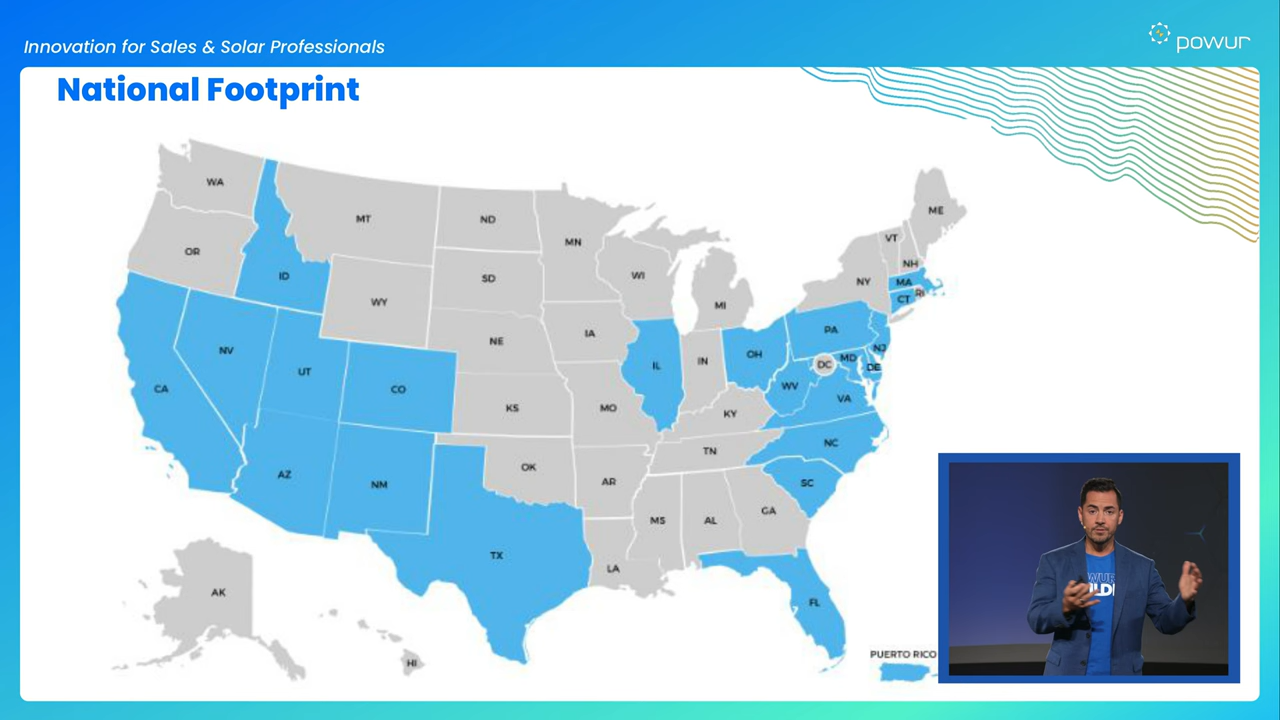 Innovation for Sales & Solar Professionals
powur
National Footprint
WA
OR
ID
MT
WY
ND
SD
NE
KS
MN
IA
MO
WI
IL
MI
IN
OH
KY
TN
ME
VT
NH
NY
MA
CT
RI
PA
NJ
DC
MD
DE
WV
VA
NC
SC
CA
NV
UT
CO
AZ
NM
OK
TX
AR
LA
MS
AL
GA
FL
AK
HI
PUERTO RICO